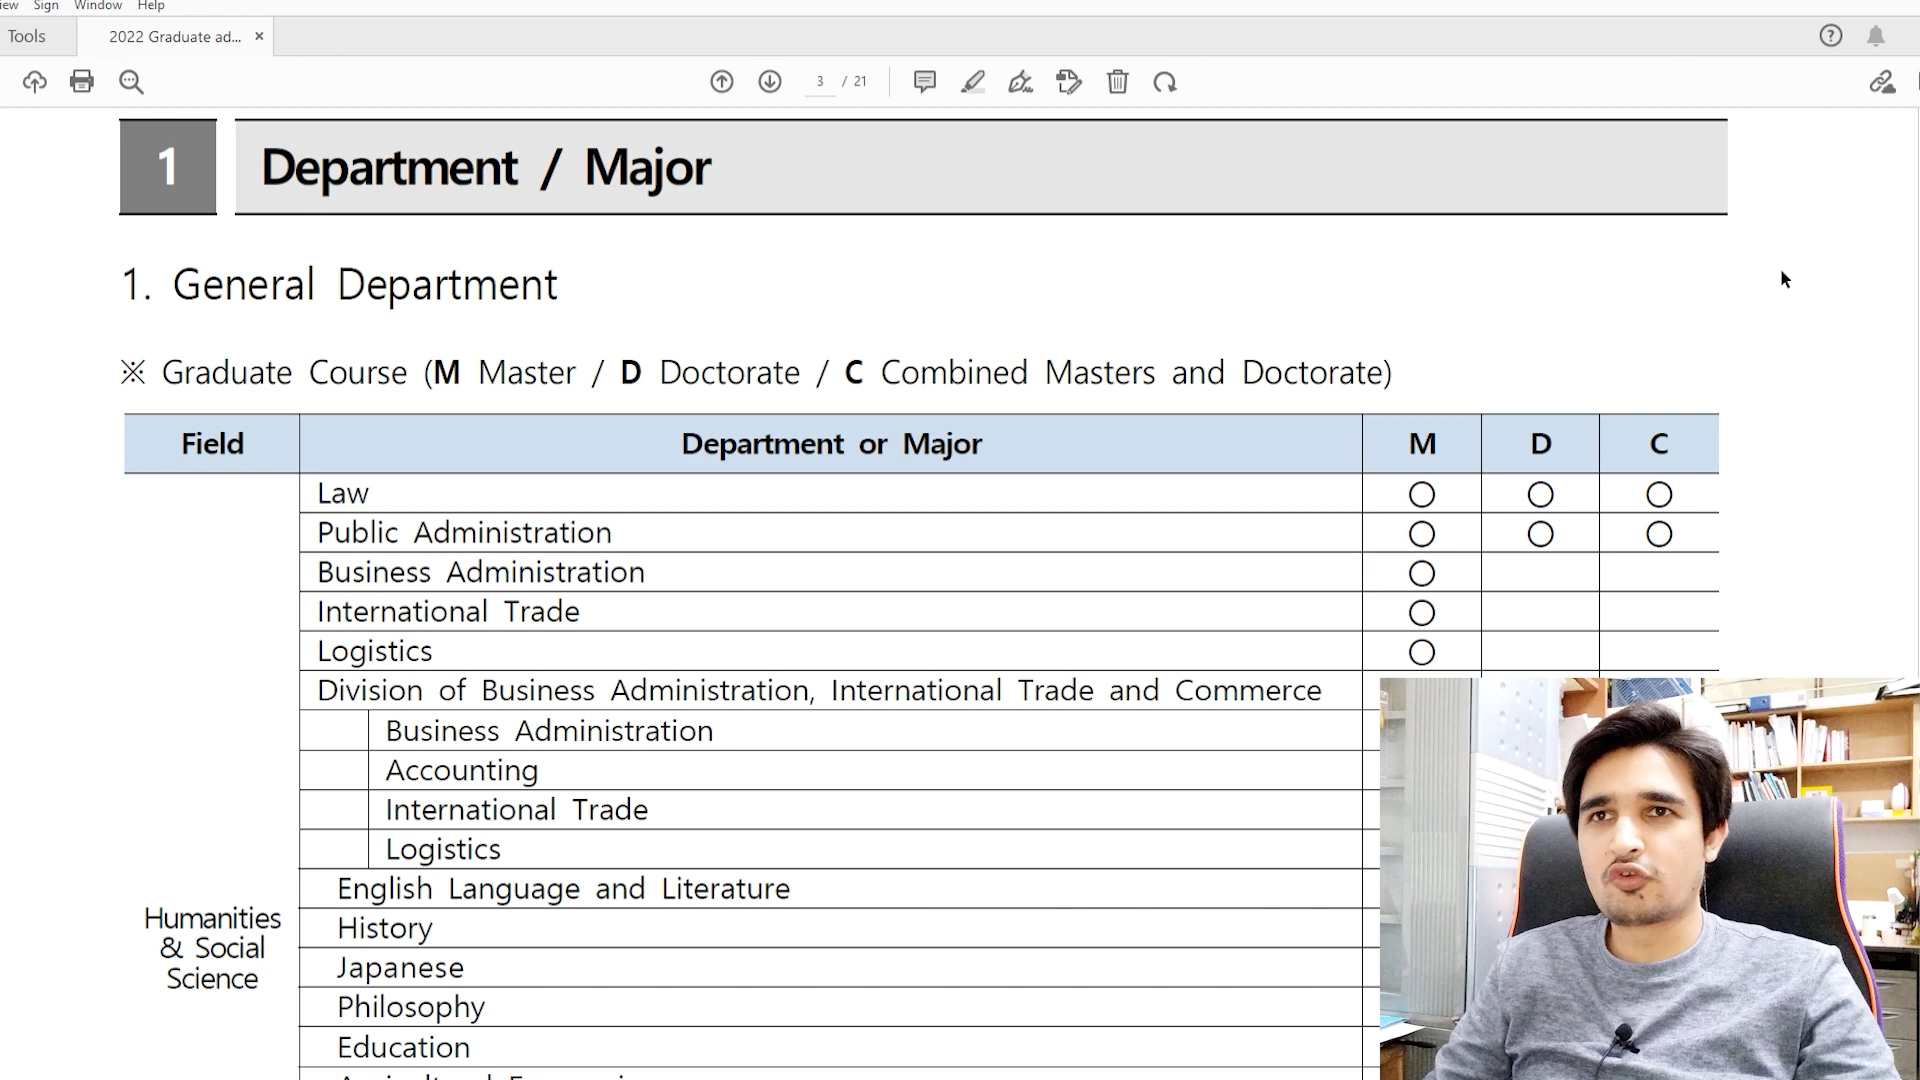 Sign Window Help
Tools 2022 Graduate ad... ×
3 / 21
1 Department / Major
1. General Department
※ Graduate Course (M Master / D Doctorate / C Combined Masters and Doctorate)
Field Department or Major M D C
Law ○ ○ ○
Public Administration ○ ○ ○
Business Administration ○
International Trade ○
Logistics ○
Division of Business Administration, International Trade and Commerce
Business Administration
Accounting
International Trade
Logistics
English Language and Literature
Humanities
& Social
Science
History
Japanese
Philosophy
Education